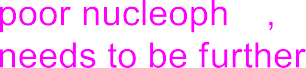 poor nucleoph ,
needs to be further